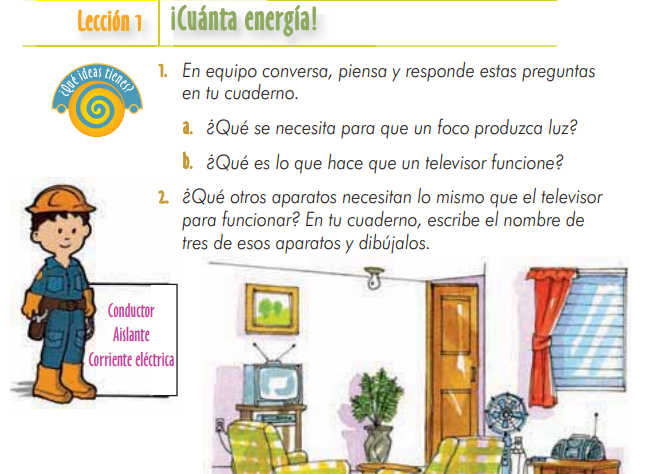 Lección 1
¡Cuánta energía!
¿Qué ideas tienes?
1. En equipo conversa, piensa y responde estas preguntas
en tu cuaderno.
a. ¿Qué se necesita para que un foco produzca luz?
b. ¿Qué es lo que hace que un televisor funcione?
2. ¿Qué otros aparatos necesitan lo mismo que el televisor
para funcionar? En tu cuaderno, escribe el nombre de
tres de esos aparatos y dibújalos.
Conductor
Aislante
Corriente eléctrica